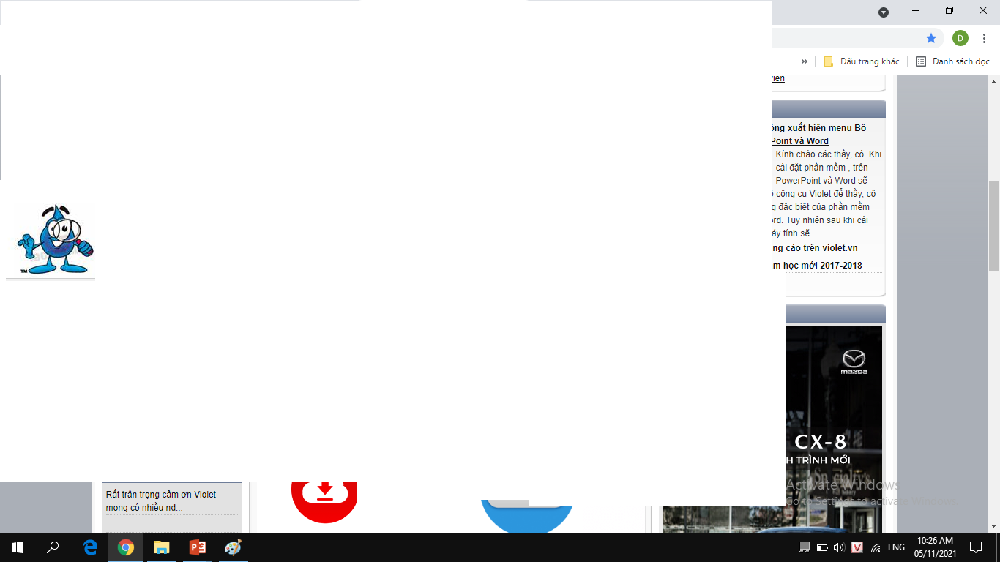 D
»
Dấu trang khác
Danh sách đọc
viên
ông xuất hiện menu Bộ
Point và Word
Kính chào các thầy, cô. Khi
cài đặt phần mềm , trên
PowerPoint và Word sẽ
ộ công cụ Violet để thầy, cô
g đặc biệt của phần mềm
ord. Tuy nhiên sau khi cài
áy tính sẽ...
ảng cáo trên violet.vn
ăm học mới 2017-2018
TM
mazda
CX-8
H TRÌNH MỚI
Activate Windows
Go to Settings to activate Windows.
Rất trân trọng cảm ơn Violet
mong có nhiều nd...
...
ENG
10:26 AM
05/11/2021